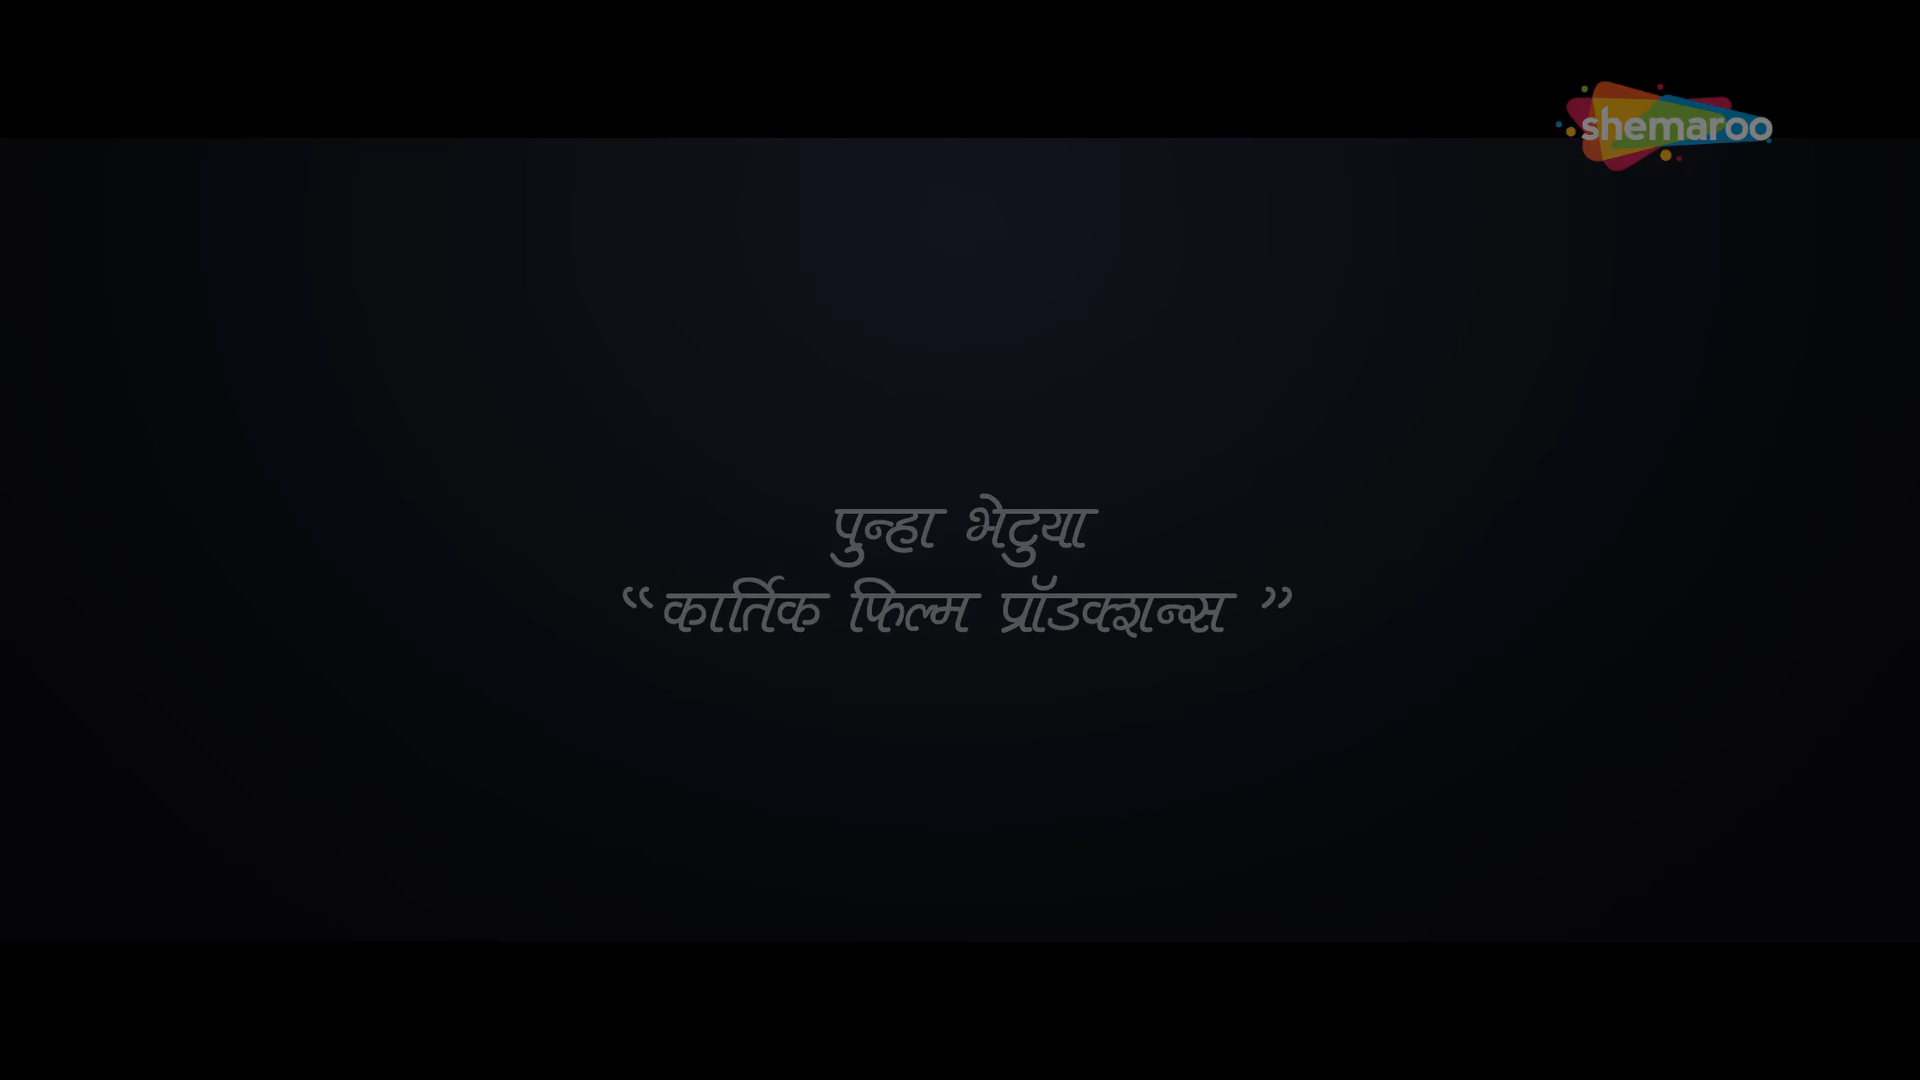 shemaroo
पुन्हा भेटुया
“ कार्तिक फिल्म प्रॉडक्शन्स ”